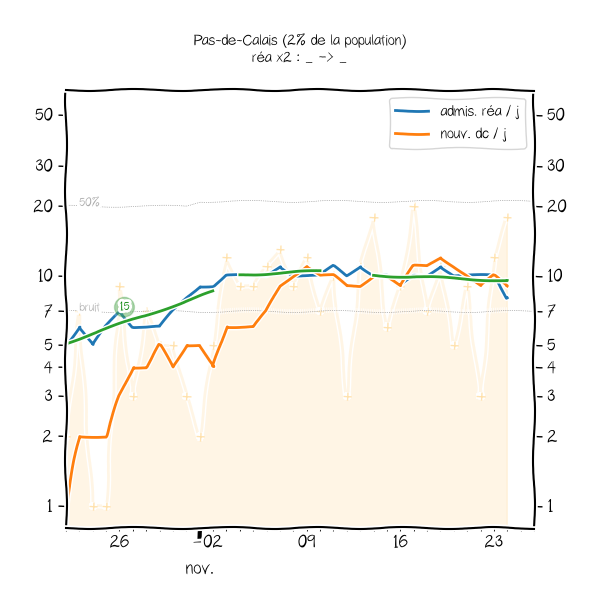 Pas-de-Calais (2% de la population)
réa x2 : _ -> _
admis. réa / j
nouv. dc / j
50 50
30 30
50%
20 20
10 10
15
bruit
7 7
5 5
4 4
3 3
2 2
1 1
26 -02 09 16 23
nov.